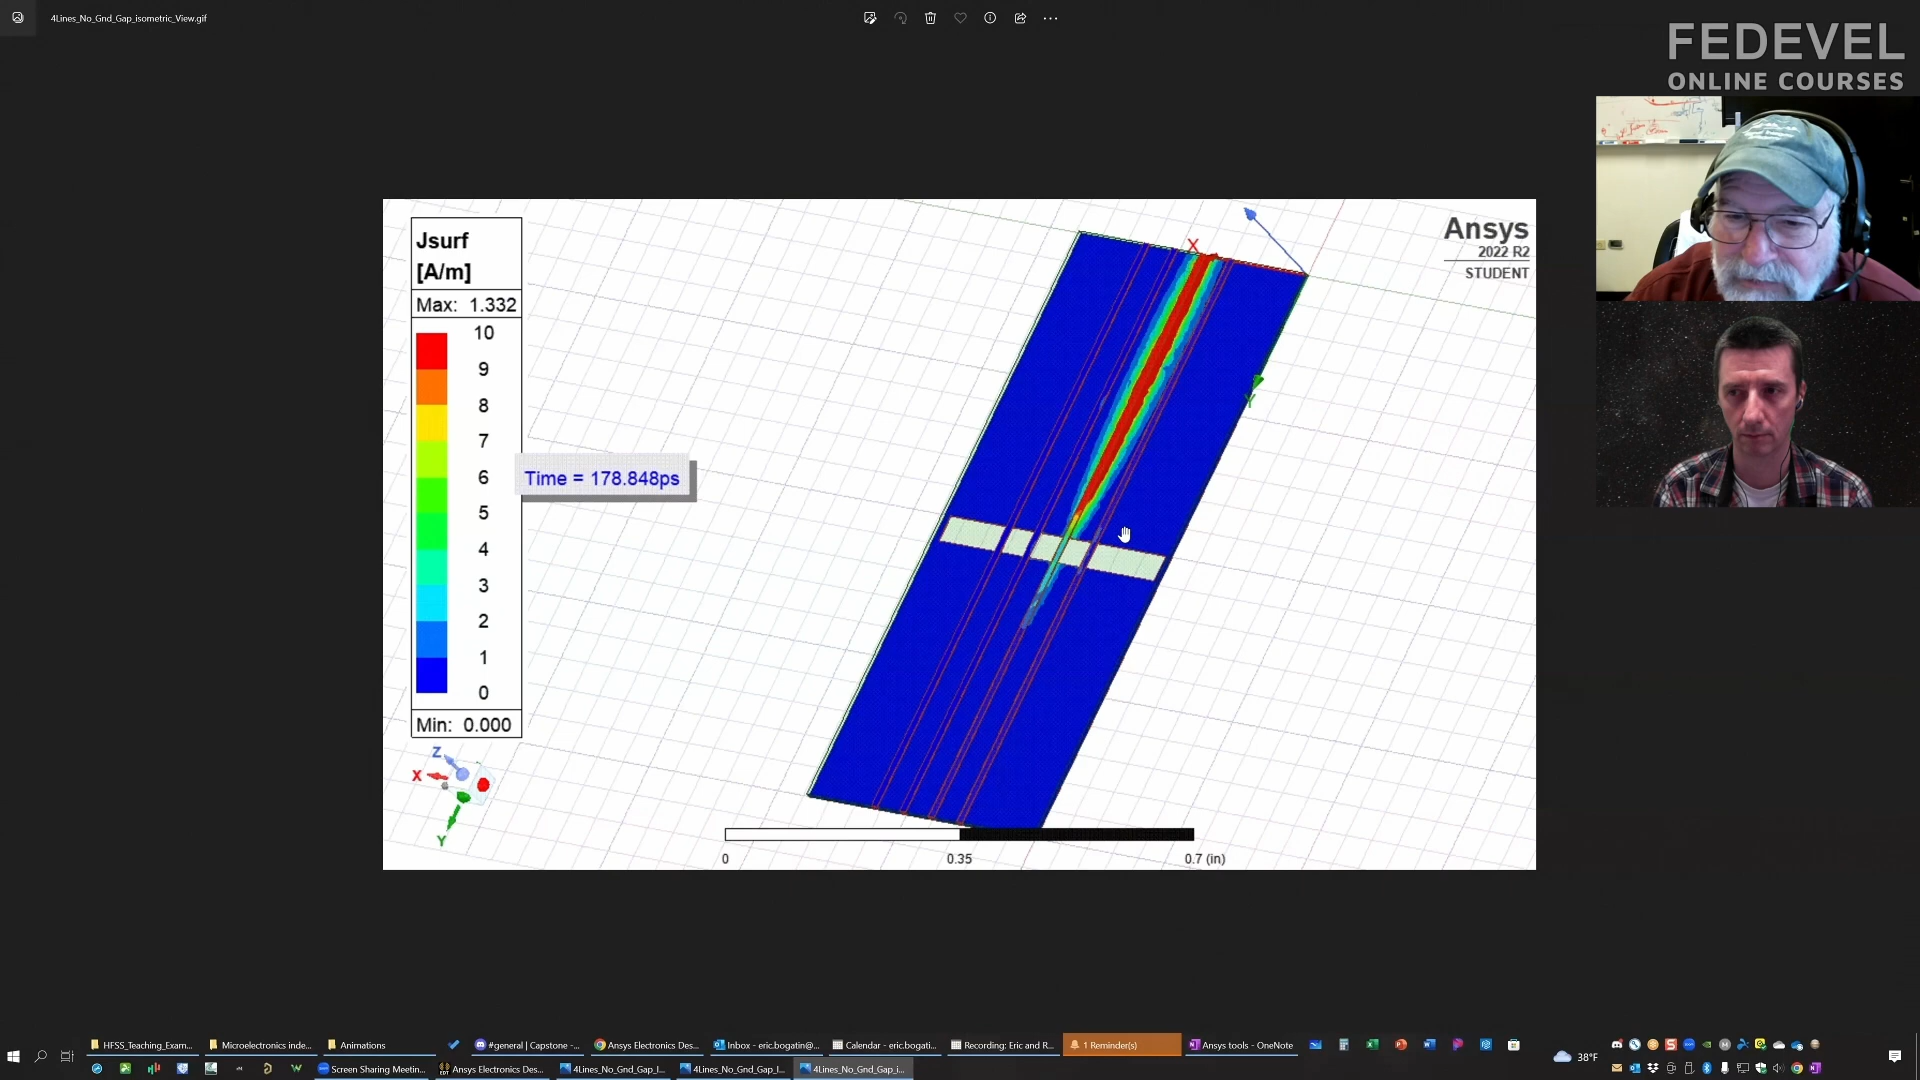 4Lines_No_Gnd_Gap_isometric_View.gif
FEDEVEL
ONLINE COURSES
Jsurf
[A/m]
Max: 1.332
10
9
8
7
6
5
4
3
2
1
0
Min: 0.000
Time = 178.848ps
Ansys
2022 R2
STUDENT
X
Y
Z
X
Y
0
0.35
0.7 (in)
HFSS_Teaching_Exam...
Microelectronics inde...
Animations
#general | Capstone -...
Ansys Electronics Des...
Inbox - eric.bogatin@...
Calendar - eric.bogati...
Recording: Eric and R...
1 Reminder(s)
Ansys tools - OneNote
Screen Sharing Meetin...
Ansys Electronics Des...
4Lines_No_Gnd_Gap_I...
4Lines_No_Gnd_Gap_I...
4Lines_No_Gnd_Gap_i...
38°F